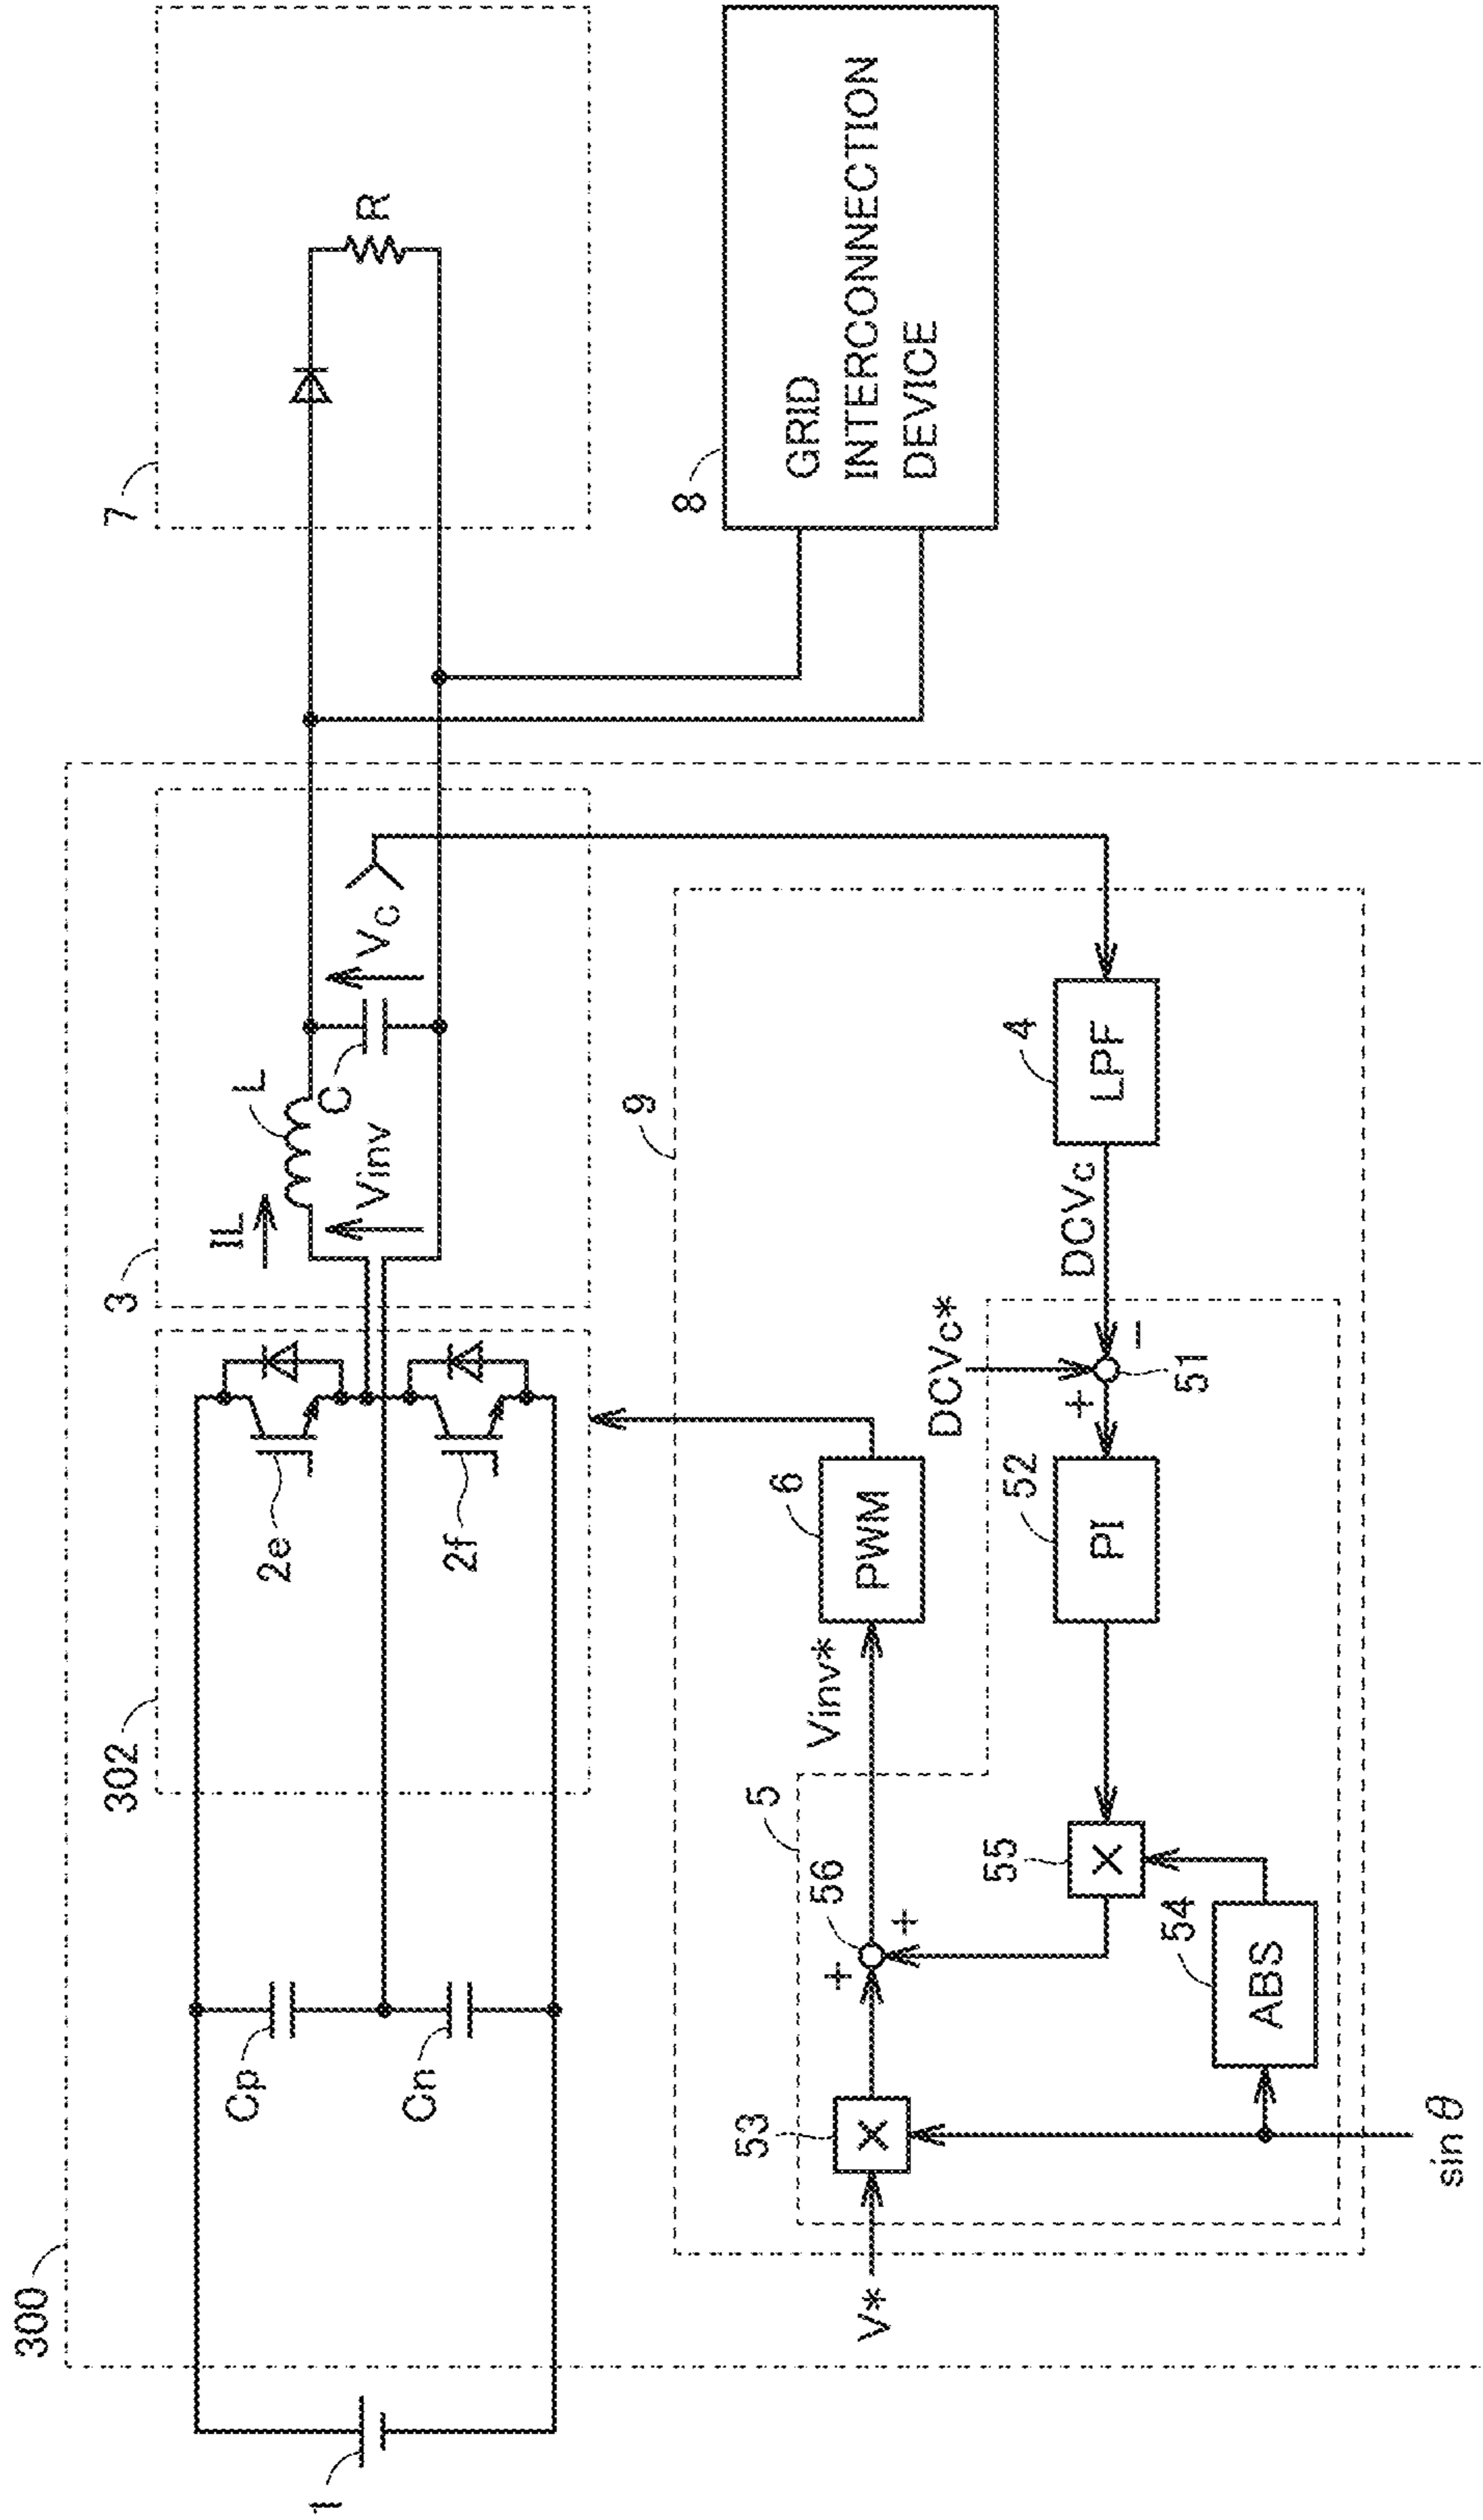 300
302
3
7
1
Cp
Cn
2e
2f
IL
L
Vinv
C
Vc
R
8
GRID
INTERCONNECTION
DEVICE
9
5
V*
53
×
+
56
+
Vinv*
6
PWM
DCVc*
54
ABS
55
×
52
PI
+
51
−
DCVc
4
LPF
sin θ